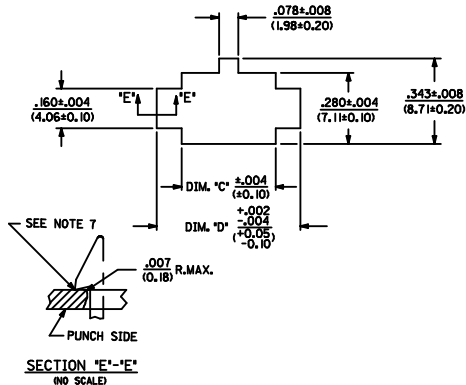 .078±.008
(1.98±0.20)
.160±.004
(4.06±0.10)
"E"
"E"
.280±.004
(7.11±0.10)
.343±.008
(8.71±0.20)
DIM. "C" ±.004
(±0.10)
DIM. "D" +.002
-.004
(+0.05
-0.10
SEE NOTE 7
.007
(0.18) R.MAX.
PUNCH SIDE
SECTION "E"-"E"
(NO SCALE)